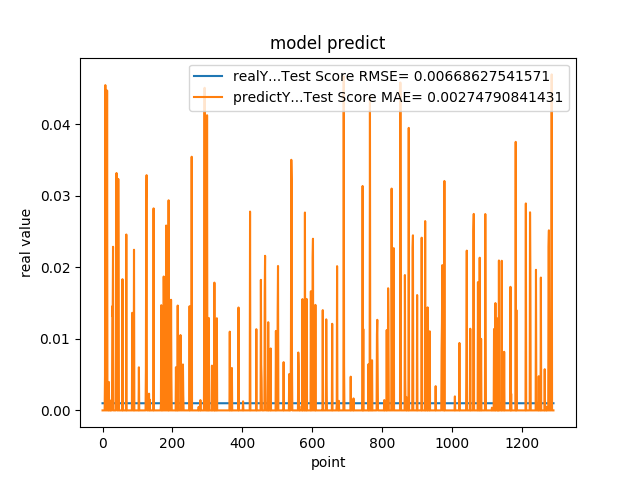 model predict
realY...Test Score RMSE= 0.00668627541571
predictY...Test Score MAE= 0.00274790841431
0.04
0.03
0.02
0.01
0.00
real value
0 200 400 600 800 1000 1200
point